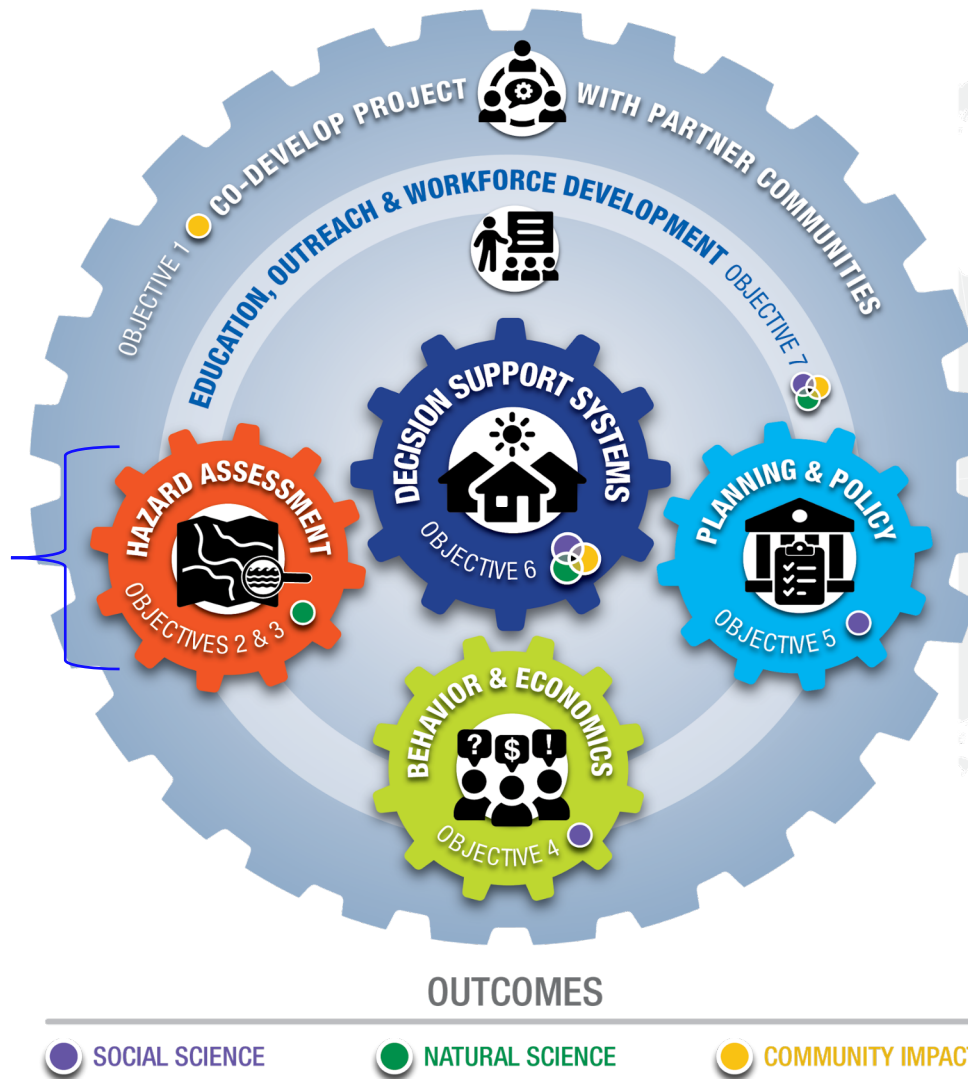 OBJECTIVE 1 CO-DEVELOP PROJECT WITH PARTNER COMMUNITIES
EDUCATION, OUTREACH & WORKFORCE DEVELOPMENT OBJECTIVE 7
DECISION SUPPORT SYSTEMS
OBJECTIVE 6
HAZARD ASSESSMENT
OBJECTIVES 2 & 3
PLANNING & POLICY
OBJECTIVE 5
BEHAVIOR & ECONOMICS
? $ !
OBJECTIVE 4
OUTCOMES
SOCIAL SCIENCE NATURAL SCIENCE COMMUNITY IMPACT